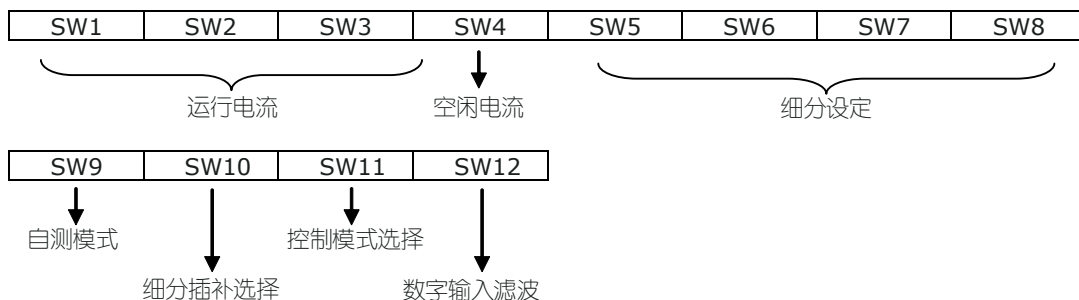 SW1 SW2 SW3 SW4 SW5 SW6 SW7 SW8
运行电流 空闲电流 细分设定
SW9 SW10 SW11 SW12
自测模式 控制模式选择
细分插补选择 数字输入滤波